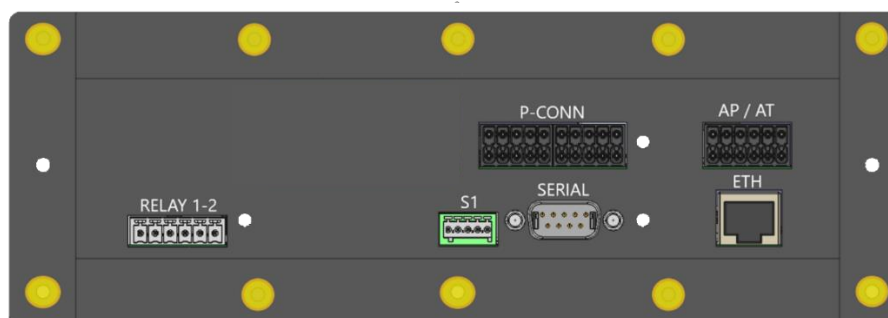 P-CONN
AP / AT
RELAY 1-2
S1
SERIAL
ETH